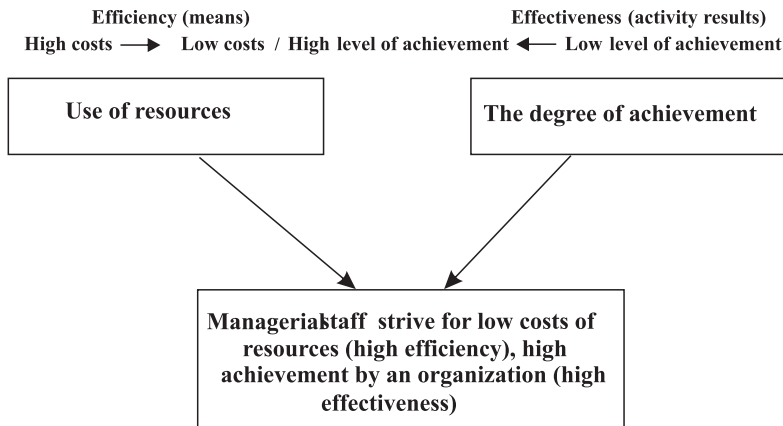 Efficiency (means)
Effectiveness (activity results)
High costs → Low costs / High level of achievement ← Low level of achievement
Use of resources
The degree of achievement
Managerial staff strive for low costs of
resources (high efficiency), high
achievement by an organization (high
effectiveness)